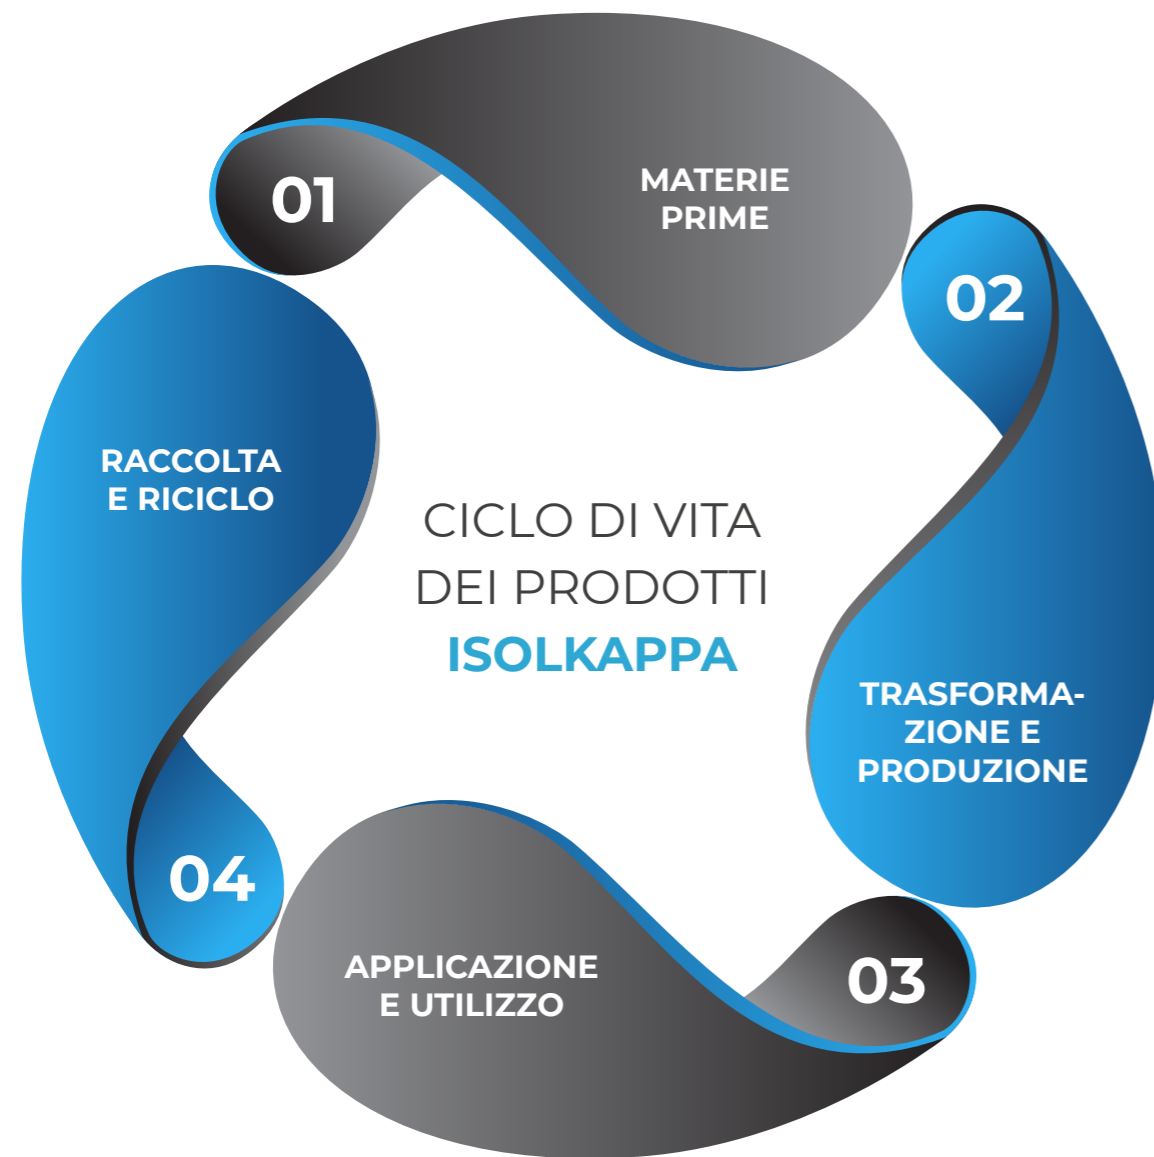 01
MATERIE
PRIME
02
TRASFORMA-
ZIONE E
PRODUZIONE
03
APPLICAZIONE
E UTILIZZO
04
RACCOLTA
E RICICLO
CICLO DI VITA
DEI PRODOTTI
ISOLKAPPA